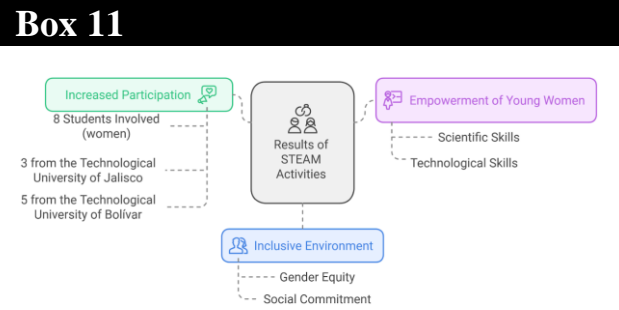 Box 11
Increased Participation
8 Students Involved
(women)
3 from the Technological
University of Jalisco
5 from the Technological
University of Bolívar
Results of
STEAM
Activities
Empowerment of Young Women
Scientific Skills
Technological Skills
Inclusive Environment
Gender Equity
Social Commitment